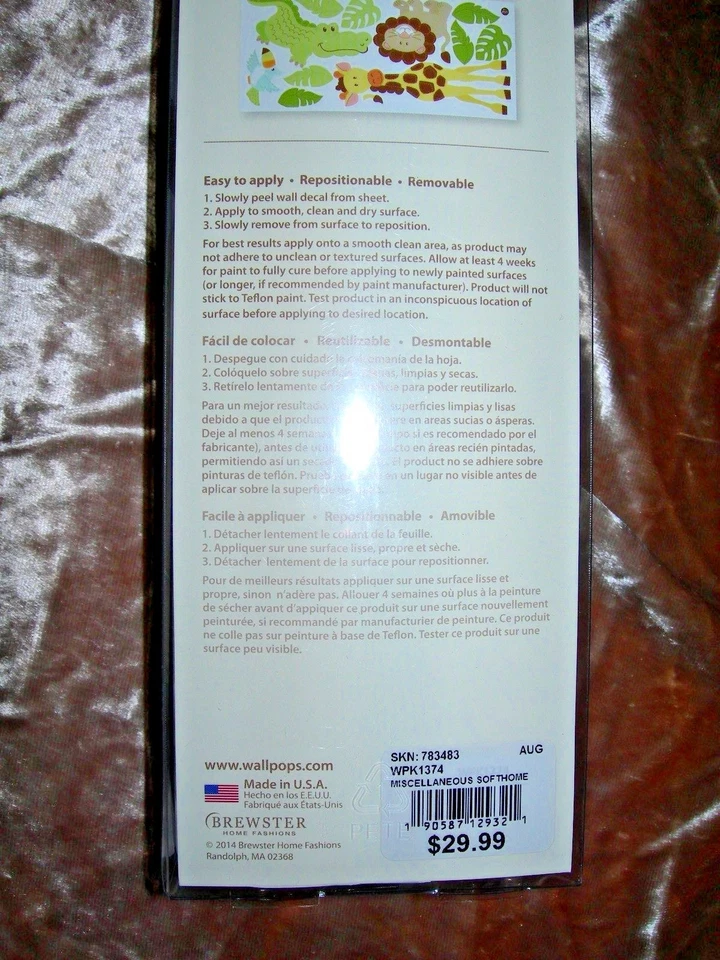 Easy to apply • Repositionable • Removable
1. Slowly peel wall decal from sheet.
2. Apply to smooth, clean and dry surface.
3. Slowly remove from surface to reposition.
For best results apply onto a smooth clean area, as product may
not adhere to unclean or textured surfaces. Allow at least 4 weeks
for paint to fully cure before applying to newly painted surfaces
(or longer, if recommended by paint manufacturer). Product will not
stick to Teflon paint. Test product in an inconspicuous location of
surface before applying to desired location.
Fácil de colocar • Reutilizable • Desmontable
1. Despegue con cuidado la calcomanía de la hoja.
2. Colóquelo sobre limpias y secas.
3. Retírelo lentamente para poder reutilizarlo.
Para un mejor resultado superficies limpias y lisas
debido a que el en areas sucias o ásperas.
Deje al menos 4 si es recomendado por el
fabricante), antes de en áreas recién pintadas,
permitiendo así un el product no se adhiere sobre
pinturas de teflón. en un lugar no visible antes de
aplicar sobre la
Facile à appliquer • Repositionnable • Amovible
1. Détacher lentement le collant de la feuille.
2. Appliquer sur une surface lisse, propre et sèche.
3. Détacher lentement de la surface pour repositionner.
Pour de meilleurs résultats appliquer sur une surface lisse et
propre, sinon n'adère pas. Allouer 4 semaines où plus à la peinture
de sécher avant d'appiquer ce produit sur une surface nouvellement
peinturée, si recommandé par manufacturier de peinture. Ce produit
ne colle pas sur peinture à base de Teflon. Tester ce produit sur une
surface peu visible.
www.wallpops.com
Made in U.S.A.
Hecho en los E.E.U.U.
Fabriqué aux États-Unis
BREWSTER
HOME FASHIONS
© 2014 Brewster Home Fashions
Randolph, MA 02368
SKN: 783483 AUG
WPK1374
MISCELLANEOUS SOFTHOME
1 90587 12932 1
$29.99